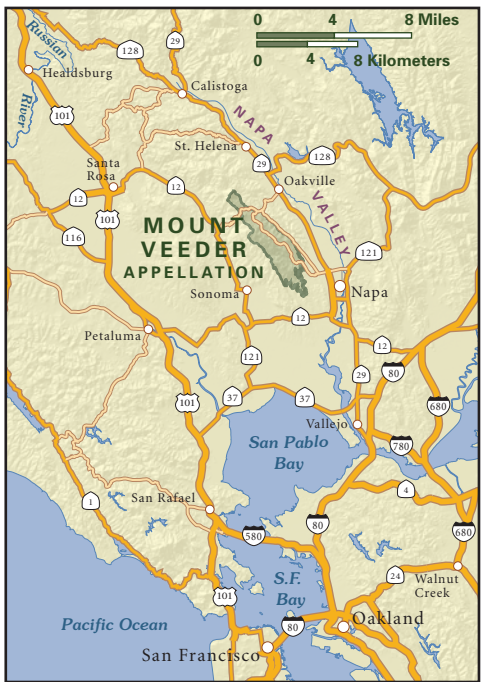 0 4 8 Miles
0 4 8 Kilometers
Russian
River
29
128
Healdsburg
Calistoga
101
NAPA
St. Helena
29
128
Santa
Rosa
Oakville
12
12
VALLEY
101
116
MOUNT
VEEDER
APPELLATION
121
Sonoma
Napa
12
Petaluma
12
121
29
80
101
37
37
680
Vallejo
San Pablo
Bay
780
1
San Rafael
4
80
580
680
S.F.
Bay
24
Walnut
Creek
101
80
Pacific Ocean
Oakland
San Francisco